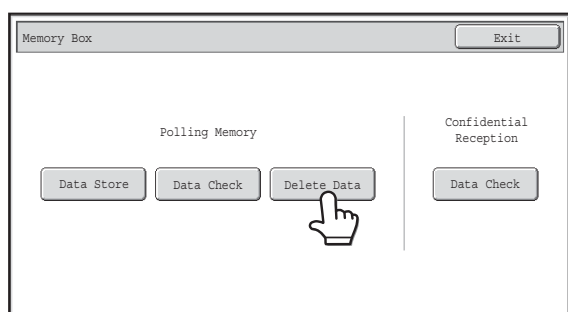 Memory Box
Exit
Polling Memory
Confidential
Reception
Data Store
Data Check
Delete Data
Data Check